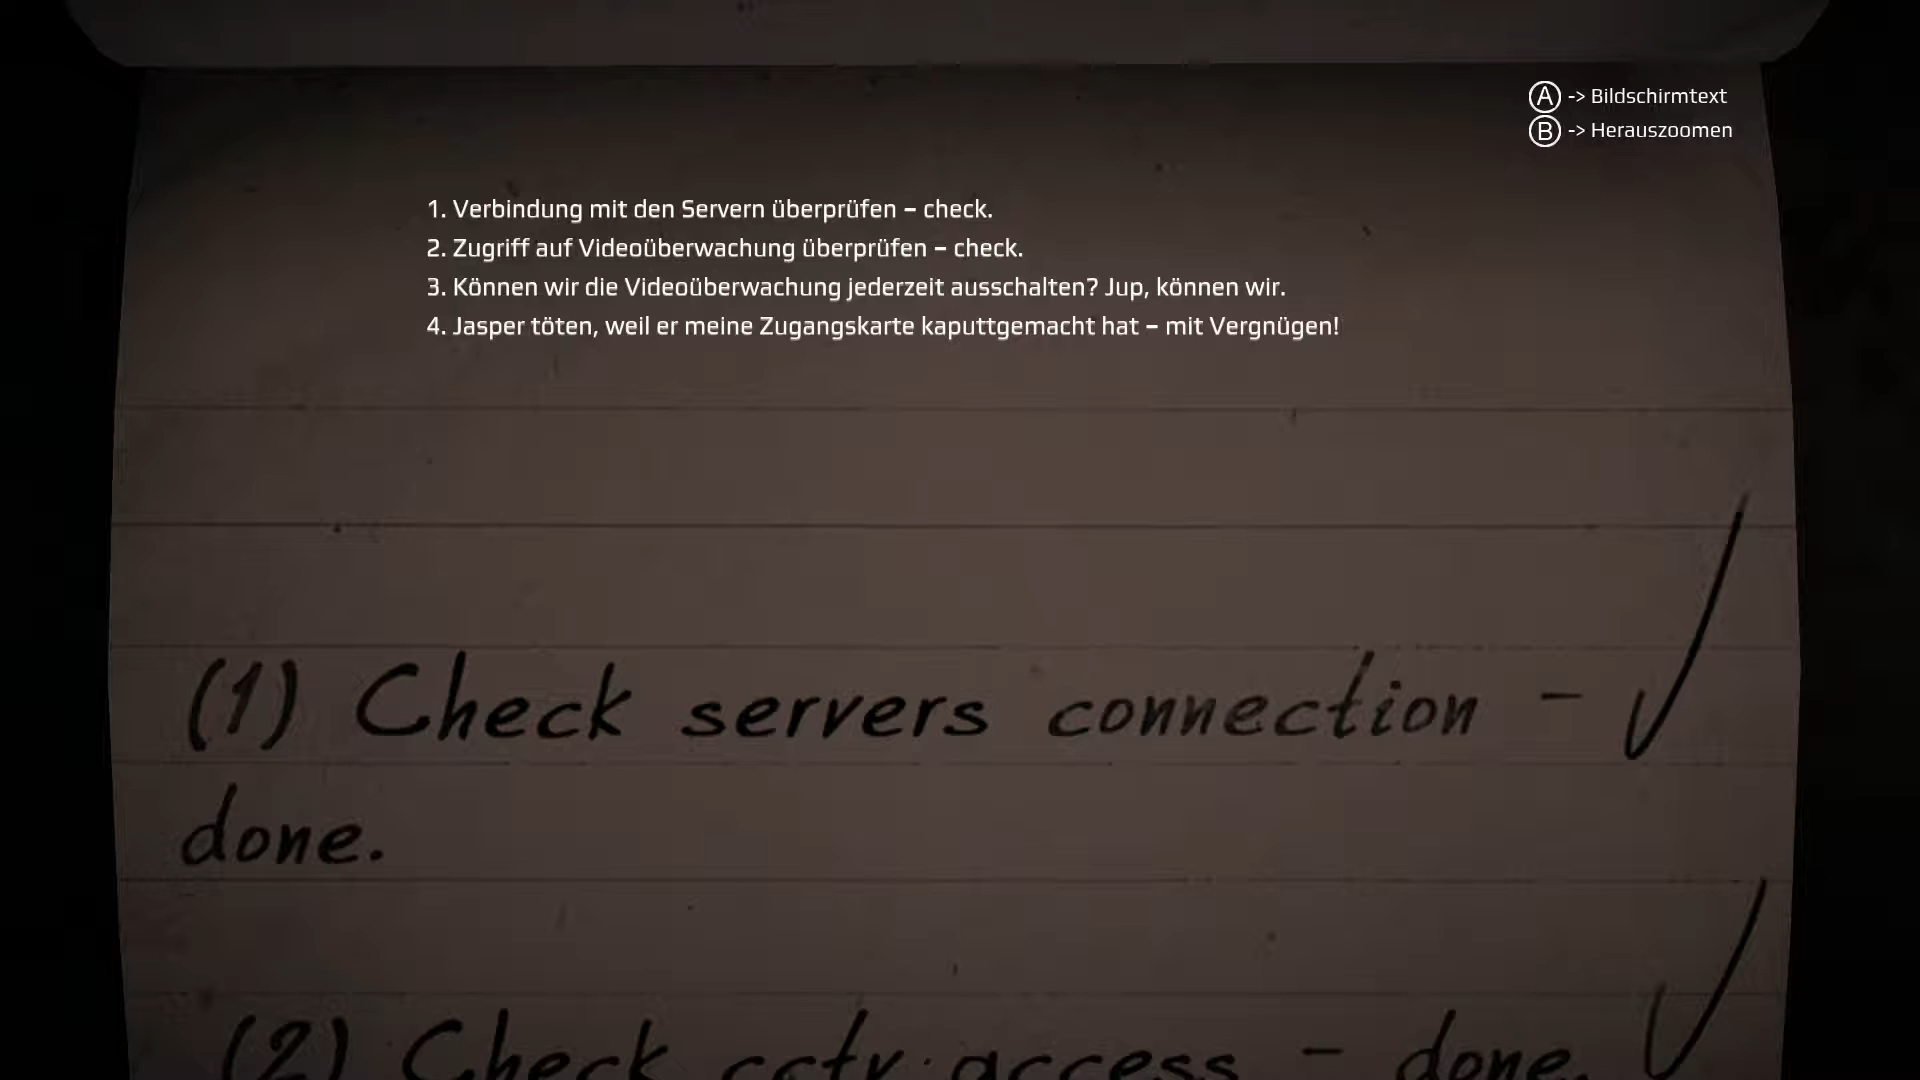 A -> Bildschirmtext
B -> Herauszoomen
1. Verbindung mit den Servern überprüfen – check.
2. Zugriff auf Videoüberwachung überprüfen – check.
3. Können wir die Videoüberwachung jederzeit ausschalten? Jup, können wir.
4. Jasper töten, weil er meine Zugangskarte kaputtgemacht hat – mit Vergnügen!
(1) Check servers connection - ✓
done.
(2) Check cctv access - done. ✓